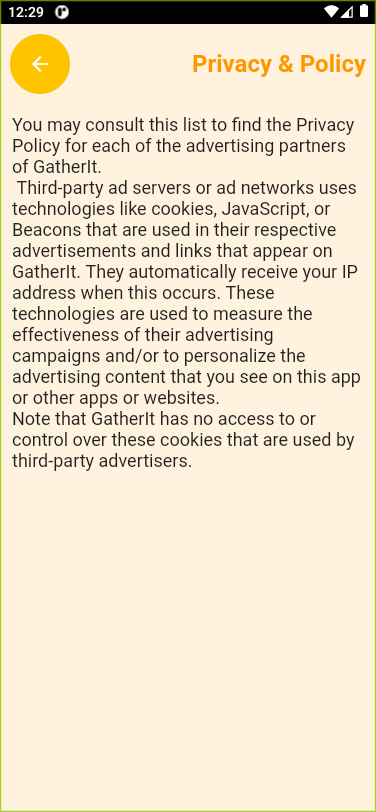 12:29
Privacy & Policy
You may consult this list to find the Privacy
Policy for each of the advertising partners
of GatherIt.
Third-party ad servers or ad networks uses
technologies like cookies, JavaScript, or
Beacons that are used in their respective
advertisements and links that appear on
GatherIt. They automatically receive your IP
address when this occurs. These
technologies are used to measure the
effectiveness of their advertising
campaigns and/or to personalize the
advertising content that you see on this app
or other apps or websites.
Note that GatherIt has no access to or
control over these cookies that are used by
third-party advertisers.